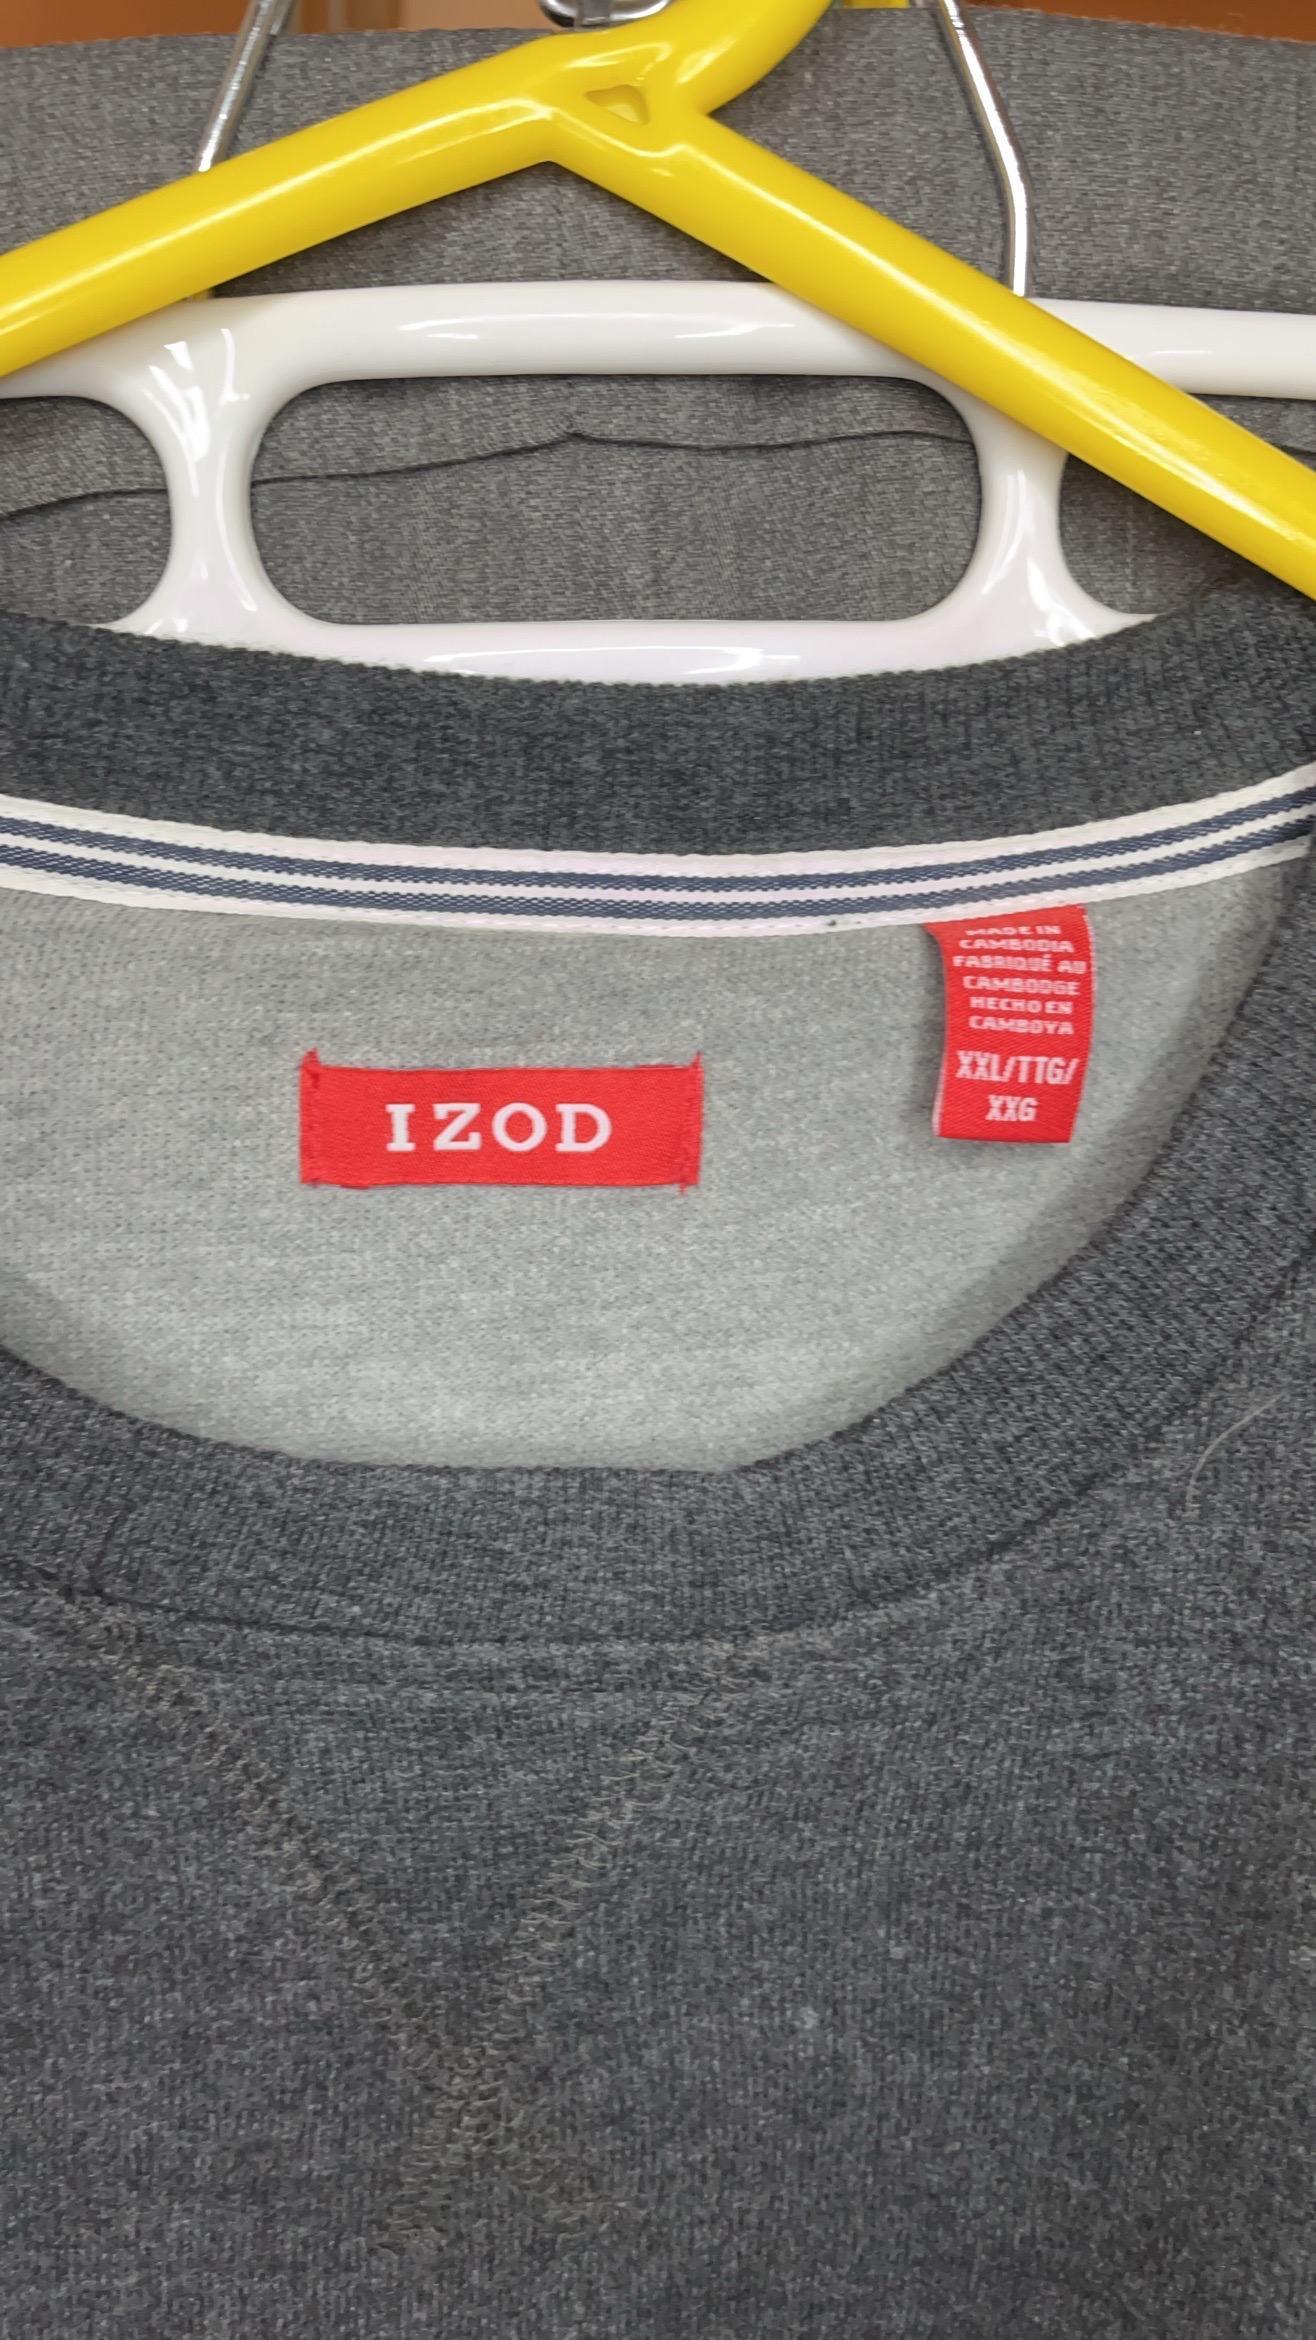 IZOD
MADE IN
CAMBODIA
FABRIQUÉ AU
CAMBODGE
HECHO EN
CAMBOYA
XXL/TTG/
XXG